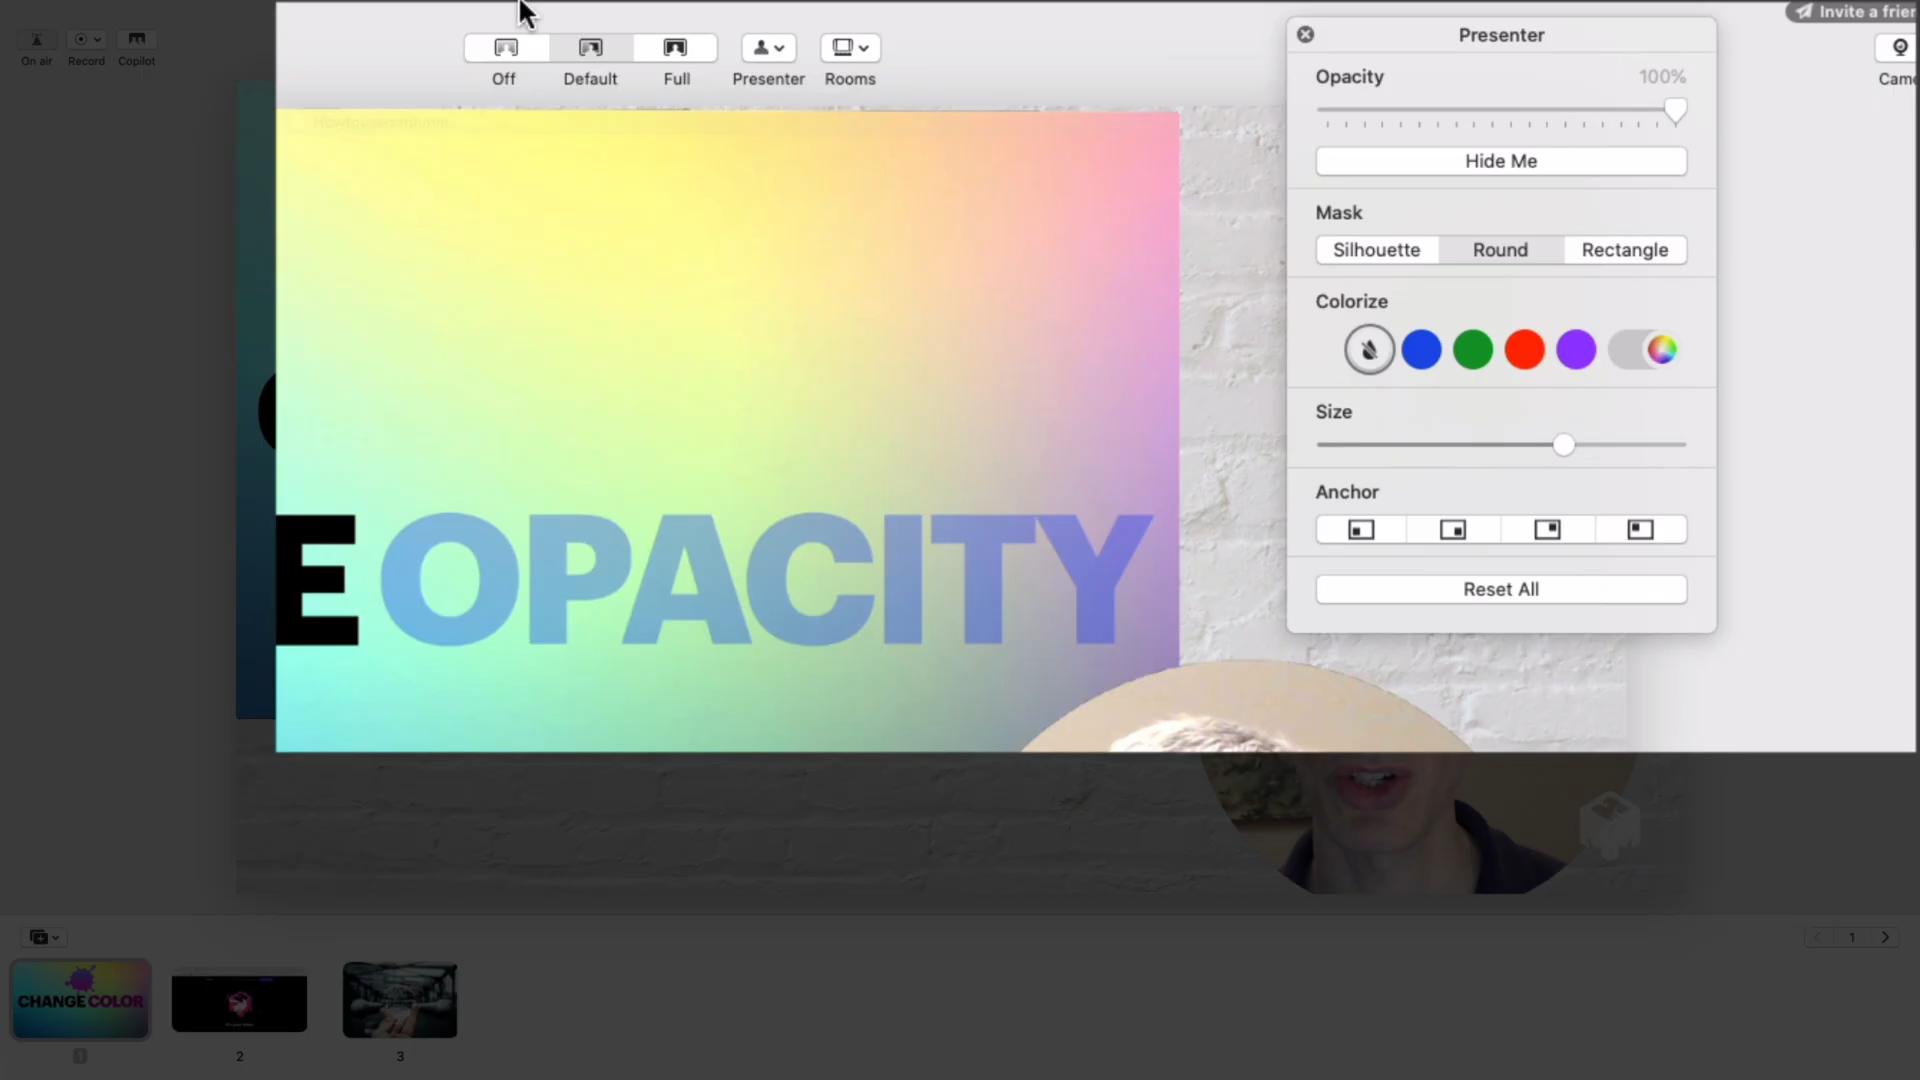 Invite a frien
On air
Record
Copilot
Off
Default
Full
Presenter
Rooms
Came
Presenter
Opacity
100%
Hide Me
Mask
Silhouette
Round
Rectangle
Colorize
Size
Anchor
Reset All
E OPACITY
1
CHANGE COLOR
1
2
3